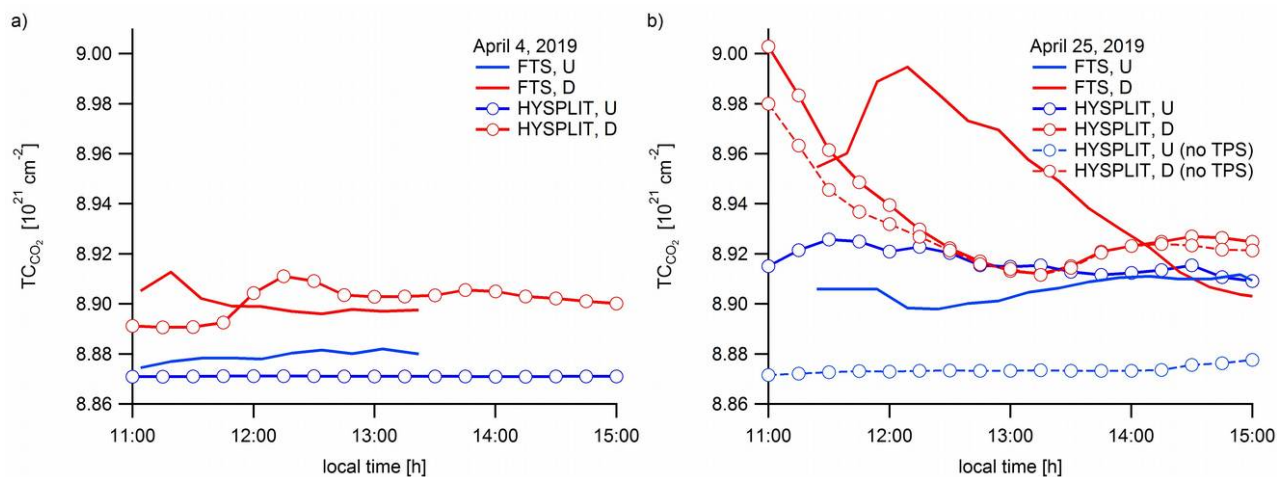 a)
TCCO2 [10^21 cm^-2]
9.00
8.98
8.96
8.94
8.92
8.90
8.88
8.86
11:00
12:00
13:00
14:00
15:00
local time [h]
April 4, 2019
FTS, U
FTS, D
HYSPLIT, U
HYSPLIT, D
b)
TCCO2 [10^21 cm^-2]
9.00
8.98
8.96
8.94
8.92
8.90
8.88
8.86
11:00
12:00
13:00
14:00
15:00
local time [h]
April 25, 2019
FTS, U
FTS, D
HYSPLIT, U
HYSPLIT, D
HYSPLIT, U (no TPS)
HYSPLIT, D (no TPS)